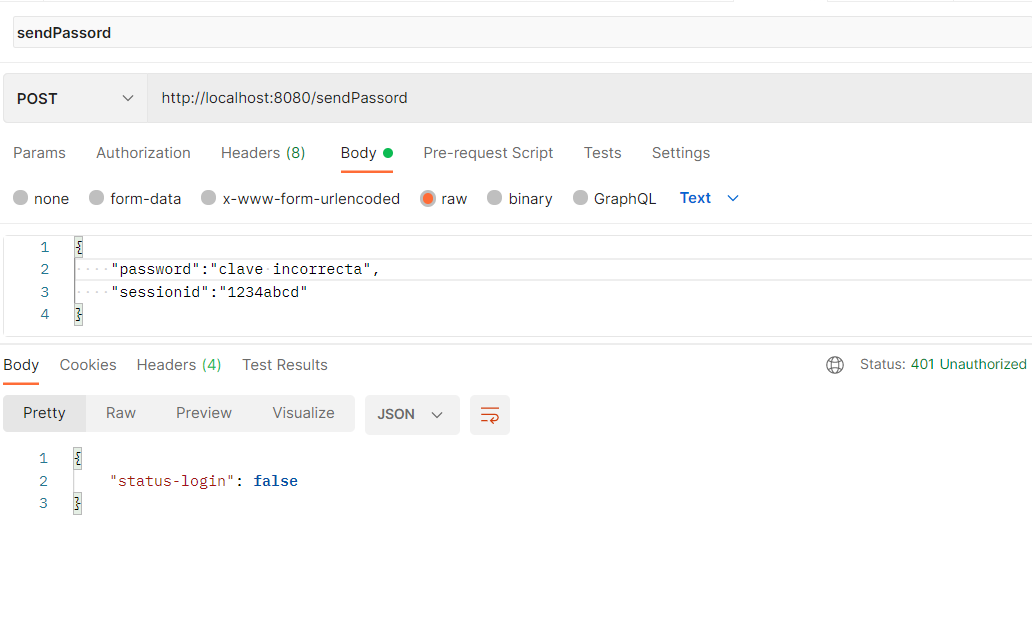 sendPassord
POST http://localhost:8080/sendPassord
Params Authorization Headers (8) Body Pre-request Script Tests Settings
none form-data x-www-form-urlencoded raw binary GraphQL Text
1 {
2 "password":"clave incorrecta",
3 "sessionid":"1234abcd"
4 }
Body Cookies Headers (4) Test Results Status: 401 Unauthorized
Pretty Raw Preview Visualize JSON
1 {
2 "status-login": false
3 }